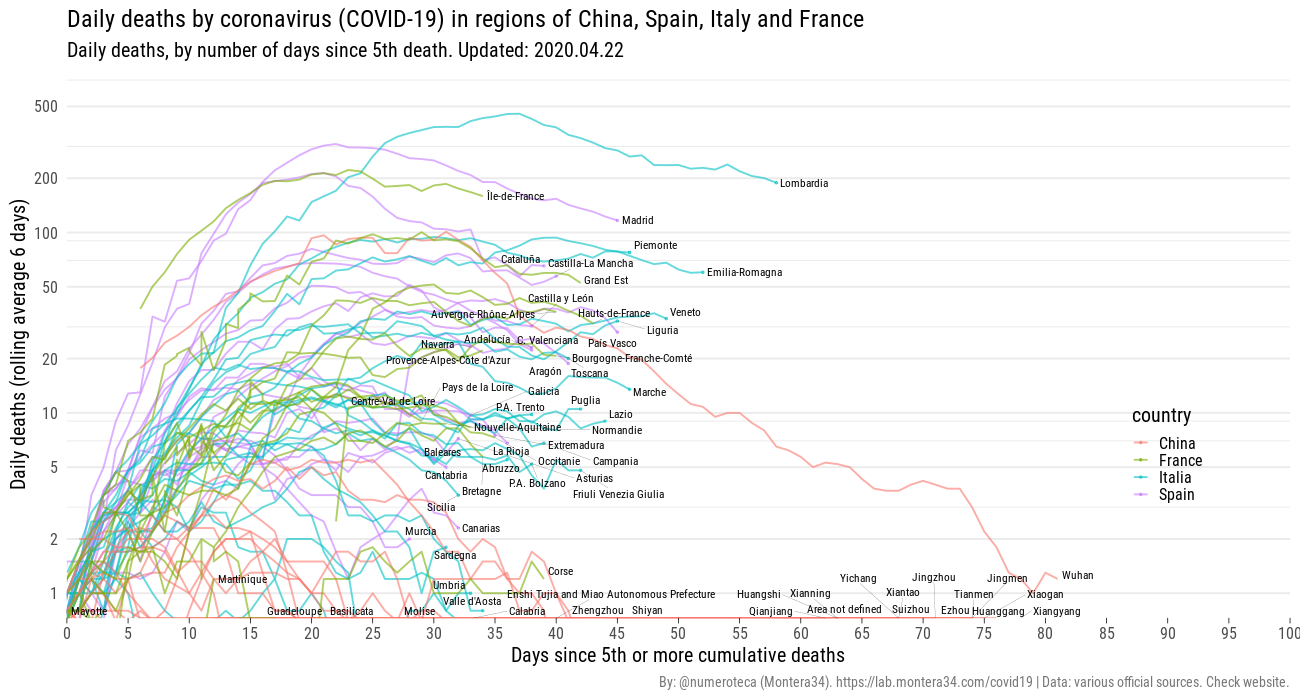 Daily deaths by coronavirus (COVID-19) in regions of China, Spain, Italy and France
Daily deaths, by number of days since 5th death. Updated: 2020.04.22
Daily deaths (rolling average 6 days)
500
200
100
50
20
10
5
2
1
Lombardia
Île-de-France
Madrid
Piemonte
Cataluña
Castilla-La Mancha
Emilia-Romagna
Grand Est
Castilla y León
Auvergne-Rhône-Alpes
Hauts-de-France
Veneto
Liguria
Navarra
Andalucía
C. Valenciana
País Vasco
Provence-Alpes-Côte d'Azur
Bourgogne-Franche-Comté
Aragón
Toscana
Pays de la Loire
Galicia
Marche
Centre-Val de Loire
P.A. Trento
Puglia
Lazio
Nouvelle-Aquitaine
Normandie
Extremadura
Baleares
La Rioja
Occitanie
Campania
Abruzzo
Cantabria
P.A. Bolzano
Asturias
Bretagne
Friuli Venezia Giulia
Sicilia
Canarias
Murcia
Sardegna
Corse
Wuhan
Martinique
Umbria
Yichang
Jingzhou
Jingmen
Enshi Tujia and Miao Autonomous Prefecture
Huangshi
Xianning
Xiantao
Tianmen
Xiaogan
Valle d'Aosta
Mayotte
Guadeloupe
Basilicata
Molise
Calabria
Zhengzhou
Shiyan
Qianjiang
Area not defined
Suizhou
Ezhou
Huanggang
Xiangyang
country
China
France
Italia
Spain
0 5 10 15 20 25 30 35 40 45 50 55 60 65 70 75 80 85 90 95 100
Days since 5th or more cumulative deaths
By: @numeroteca (Montera34). https://lab.montera34.com/covid19 | Data: various official sources. Check website.